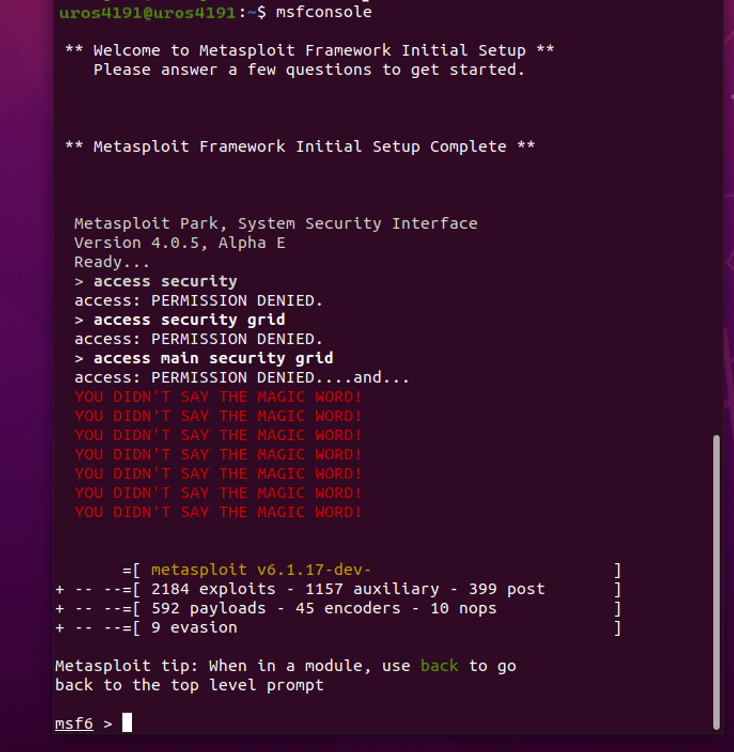 uros4191@uros4191:~$ msfconsole
** Welcome to Metasploit Framework Initial Setup **
Please answer a few questions to get started.
** Metasploit Framework Initial Setup Complete **
Metasploit Park, System Security Interface
Version 4.0.5, Alpha E
Ready...
> access security
access: PERMISSION DENIED.
> access security grid
access: PERMISSION DENIED.
> access main security grid
access: PERMISSION DENIED....and...
YOU DIDN'T SAY THE MAGIC WORD!
YOU DIDN'T SAY THE MAGIC WORD!
YOU DIDN'T SAY THE MAGIC WORD!
YOU DIDN'T SAY THE MAGIC WORD!
YOU DIDN'T SAY THE MAGIC WORD!
YOU DIDN'T SAY THE MAGIC WORD!
YOU DIDN'T SAY THE MAGIC WORD!
=[ metasploit v6.1.17-dev- ]
+ -- --=[ 2184 exploits - 1157 auxiliary - 399 post ]
+ -- --=[ 592 payloads - 45 encoders - 10 nops ]
+ -- --=[ 9 evasion ]
Metasploit tip: When in a module, use back to go
back to the top level prompt
msf6 >